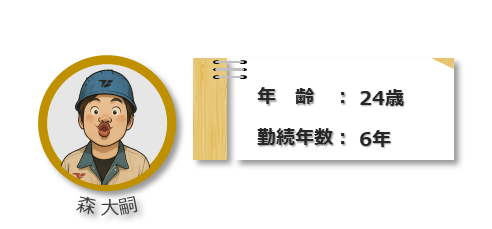 年　齢　： 24歳
勤続年数： 6年
森 大嗣